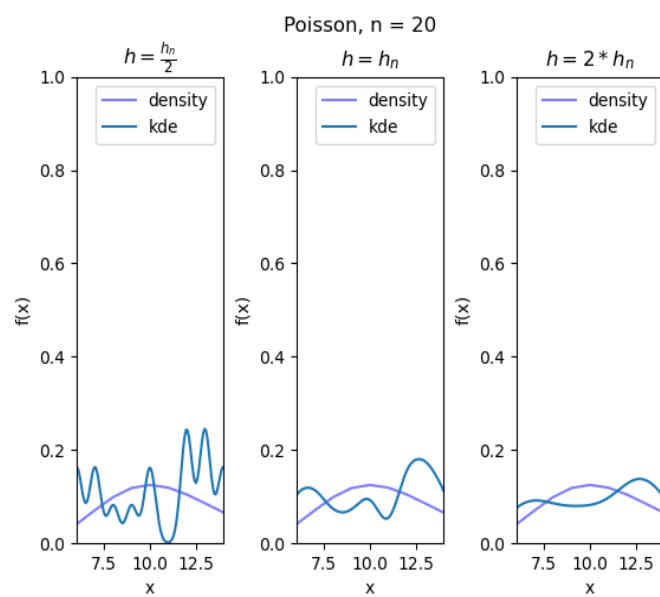 Poisson, n = 20
h = h_n/2
h = h_n
h = 2 * h_n
density
kde
density
kde
density
kde
1.0
0.8
0.6
0.4
0.2
0.0
f(x)
7.5 10.0 12.5
x
1.0
0.8
0.6
0.4
0.2
0.0
f(x)
7.5 10.0 12.5
x
1.0
0.8
0.6
0.4
0.2
0.0
f(x)
7.5 10.0 12.5
x